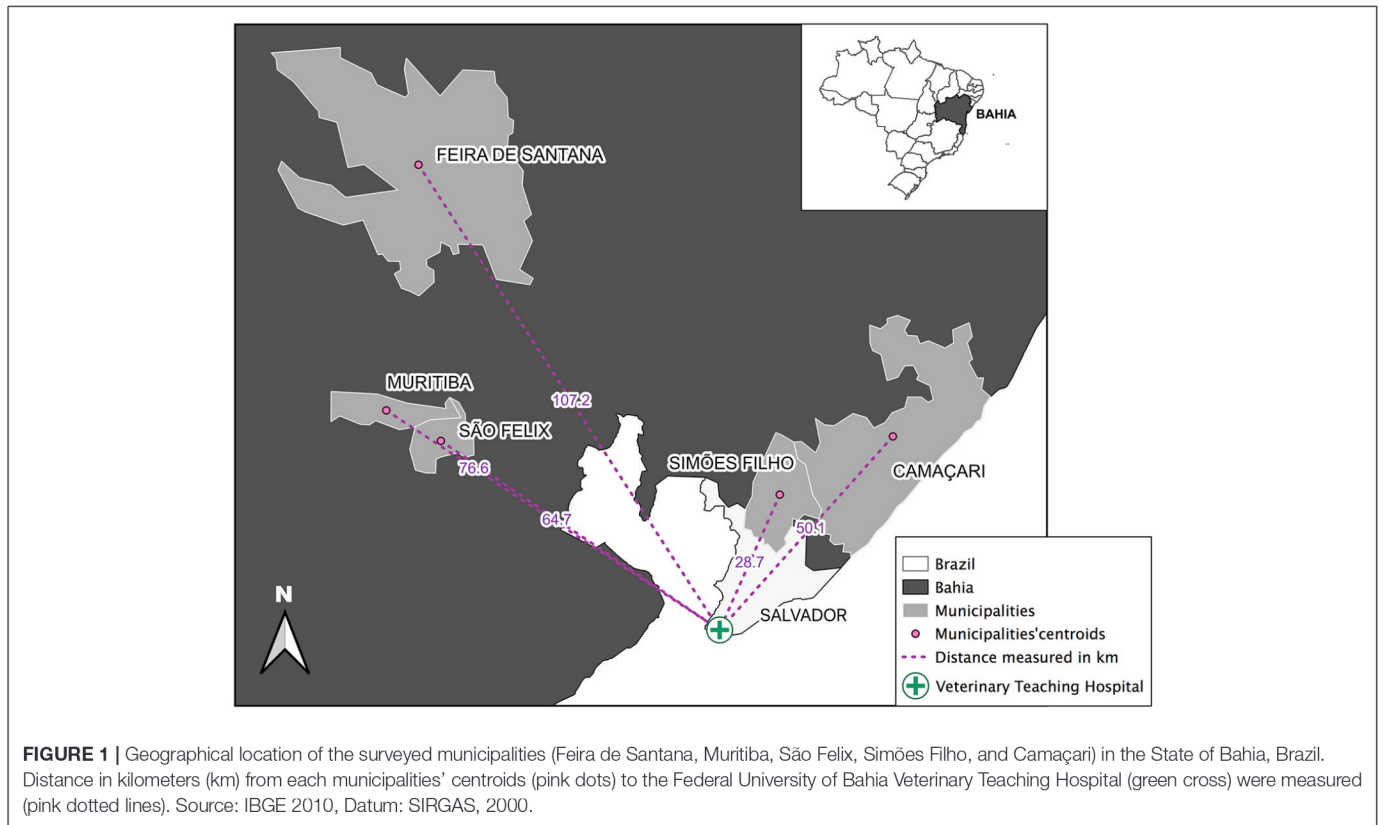 BAHIA
FEIRA DE SANTANA
107.2
MURITIBA
SÃO FELIX
76.6
64.7
SIMÕES FILHO
CAMAÇARI
50.1
28.7
SALVADOR
N
Brazil
Bahia
Municipalities
Municipalities'centroids
Distance measured in km
Veterinary Teaching Hospital
FIGURE 1 | Geographical location of the surveyed municipalities (Feira de Santana, Muritiba, São Felix, Simões Filho, and Camaçari) in the State of Bahia, Brazil.
Distance in kilometers (km) from each municipalities’ centroids (pink dots) to the Federal University of Bahia Veterinary Teaching Hospital (green cross) were measured
(pink dotted lines). Source: IBGE 2010, Datum: SIRGAS, 2000.